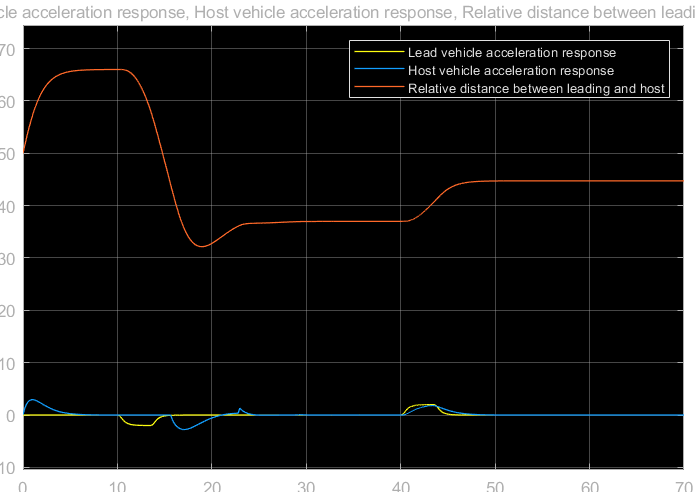 cle acceleration response, Host vehicle acceleration response, Relative distance between leadi
70
Lead vehicle acceleration response
Host vehicle acceleration response
Relative distance between leading and host
60
50
40
30
20
10
0
10
0 10 20 30 40 50 60 70